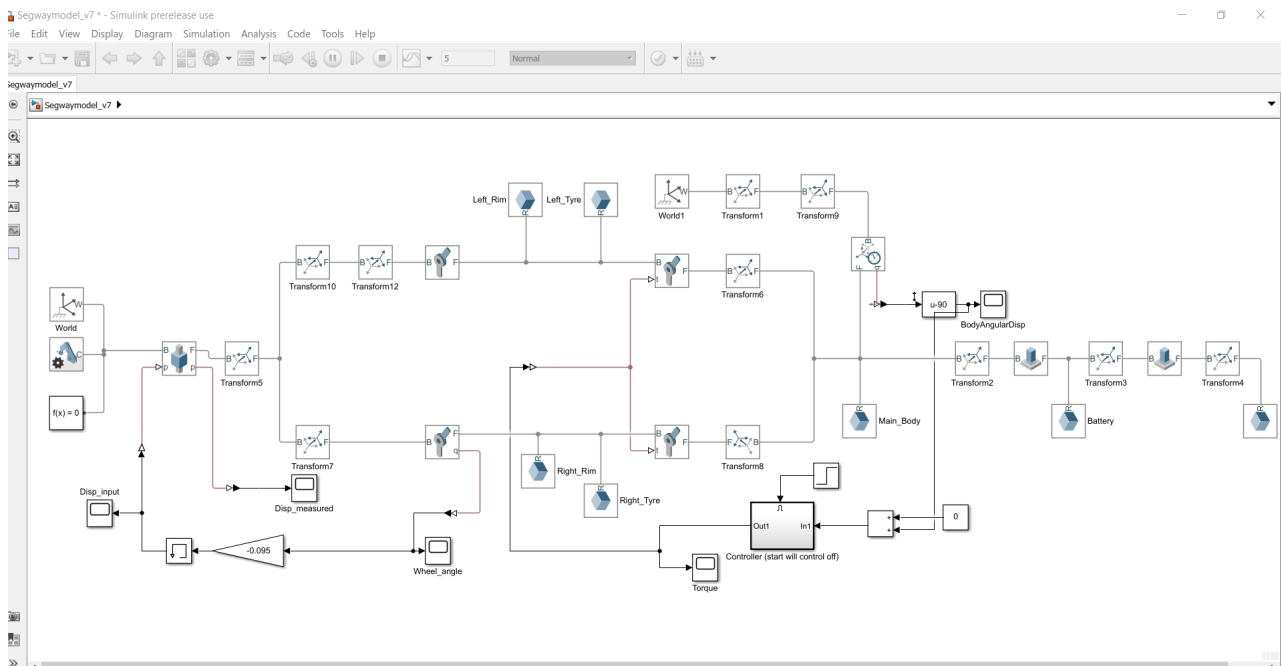 Segwaymodel_v7 * - Simulink prerelease use
File Edit View Display Diagram Simulation Analysis Code Tools Help
5 Normal
Segwaymodel_v7
Segwaymodel_v7
Left_Rim
Left_Tyre
World1
Transform1
Transform9
Transform10
Transform12
Transform6
World
Transform5
u-90
BodyAngularDisp
Transform2
Transform3
Transform4
f(x) = 0
Main_Body
Battery
Transform7
Transform8
Right_Rim
Right_Tyre
Disp_input
Disp_measured
-0.095
Wheel_angle
Out1 In1
0
Controller (start will control off)
Torque